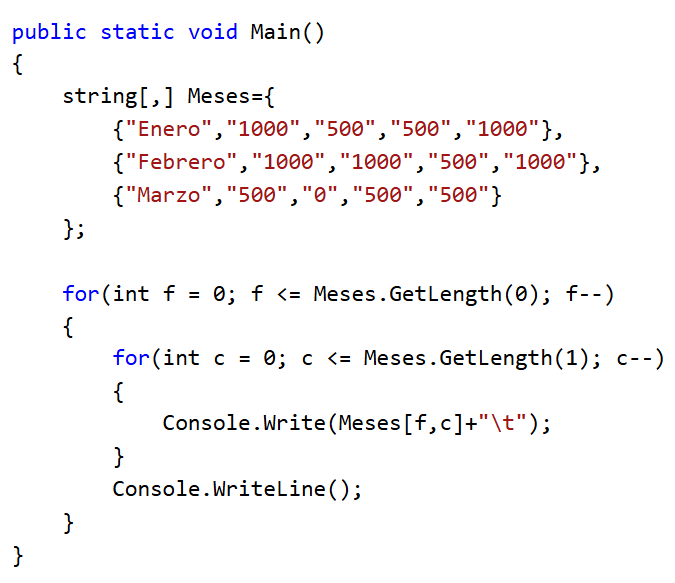 public static void Main()
{
    string[,] Meses={
        {"Enero","1000","500","500","1000"},
        {"Febrero","1000","1000","500","1000"},
        {"Marzo","500","0","500","500"}
    };

    for(int f = 0; f <= Meses.GetLength(0); f--)
    {
        for(int c = 0; c <= Meses.GetLength(1); c--)
        {
            Console.Write(Meses[f,c]+"\t");
        }
        Console.WriteLine();
    }
}